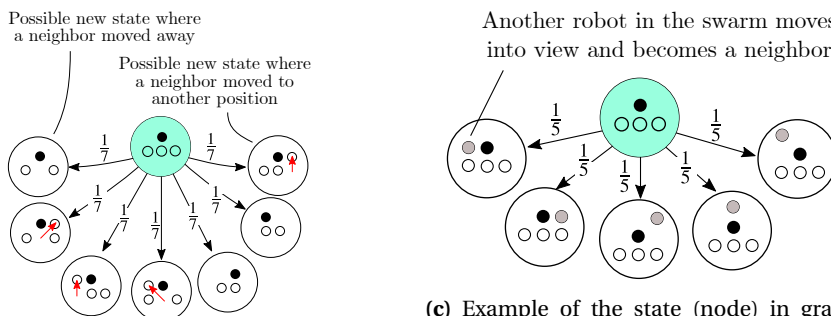 Possible new state where
a neighbor moved away
Possible new state where
a neighbor moved to
another position
1/7
1/7
1/7
1/7
1/7
1/7
1/7
Another robot in the swarm moves
into view and becomes a neighbor
1/5
1/5
1/5
1/5
1/5
(c) Example of the state (node) in gra